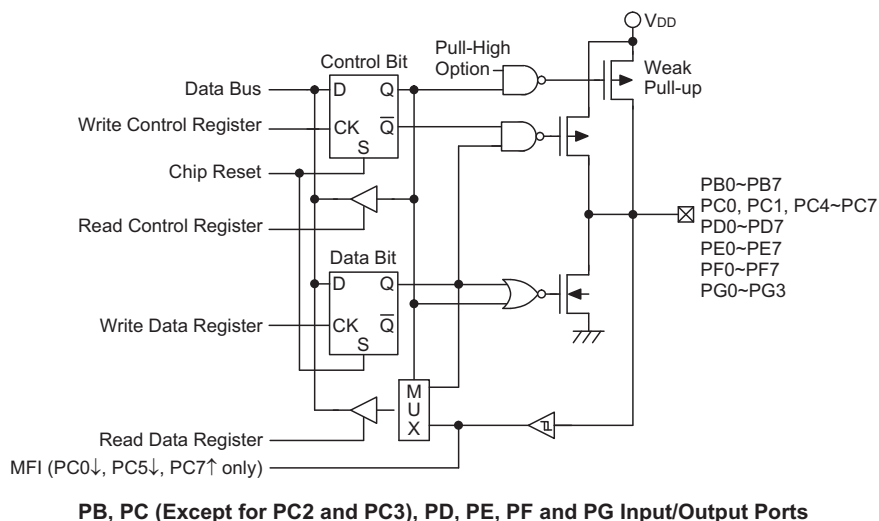 VDD
Pull-High
Option
Control Bit
Weak
Pull-up
Data Bus
D
Q
Write Control Register
CK
Q
S
Chip Reset
PB0~PB7
PC0, PC1, PC4~PC7
PD0~PD7
PE0~PE7
PF0~PF7
PG0~PG3
Read Control Register
Data Bit
D
Q
Write Data Register
CK
Q
S
M
U
X
Read Data Register
MFI (PC0↓, PC5↓, PC7↑ only)
PB, PC (Except for PC2 and PC3), PD, PE, PF and PG Input/Output Ports